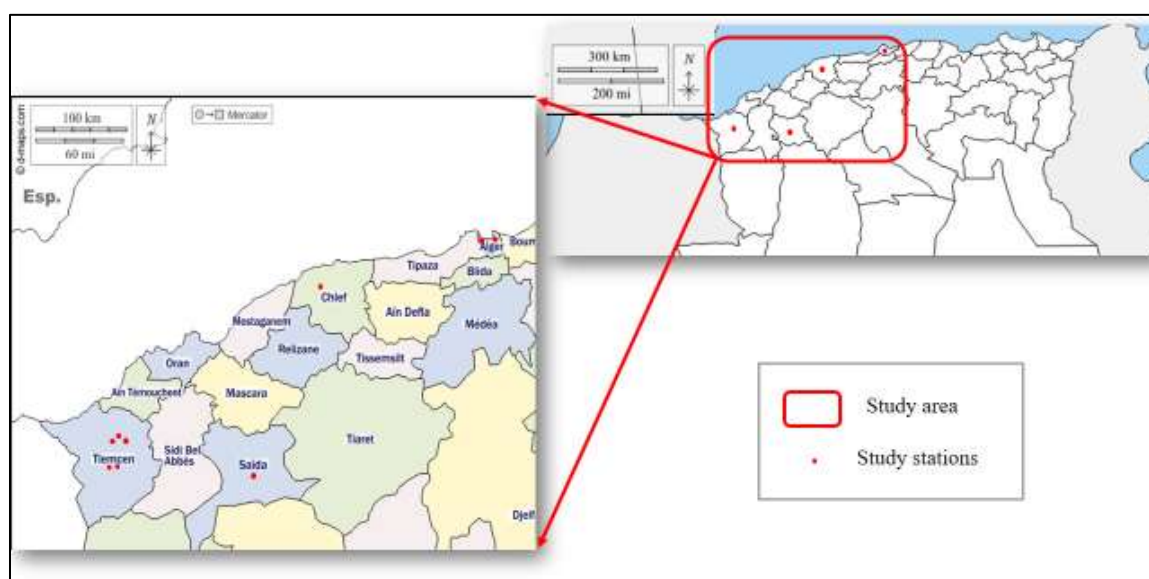 300 km
N
200 mi
100 km
N
60 mi
Mercator
© d-maps.com
Esp.
Alger
Boum
Tipaza
Blida
Chlef
Aïn Defla
Médéa
Mostaganem
Relizane
Tissemsilt
Oran
Aïn Témouchent
Mascara
Tiaret
Tlemcen
Sidi Bel
Abbès
Saïda
Djelf
Study area
Study stations